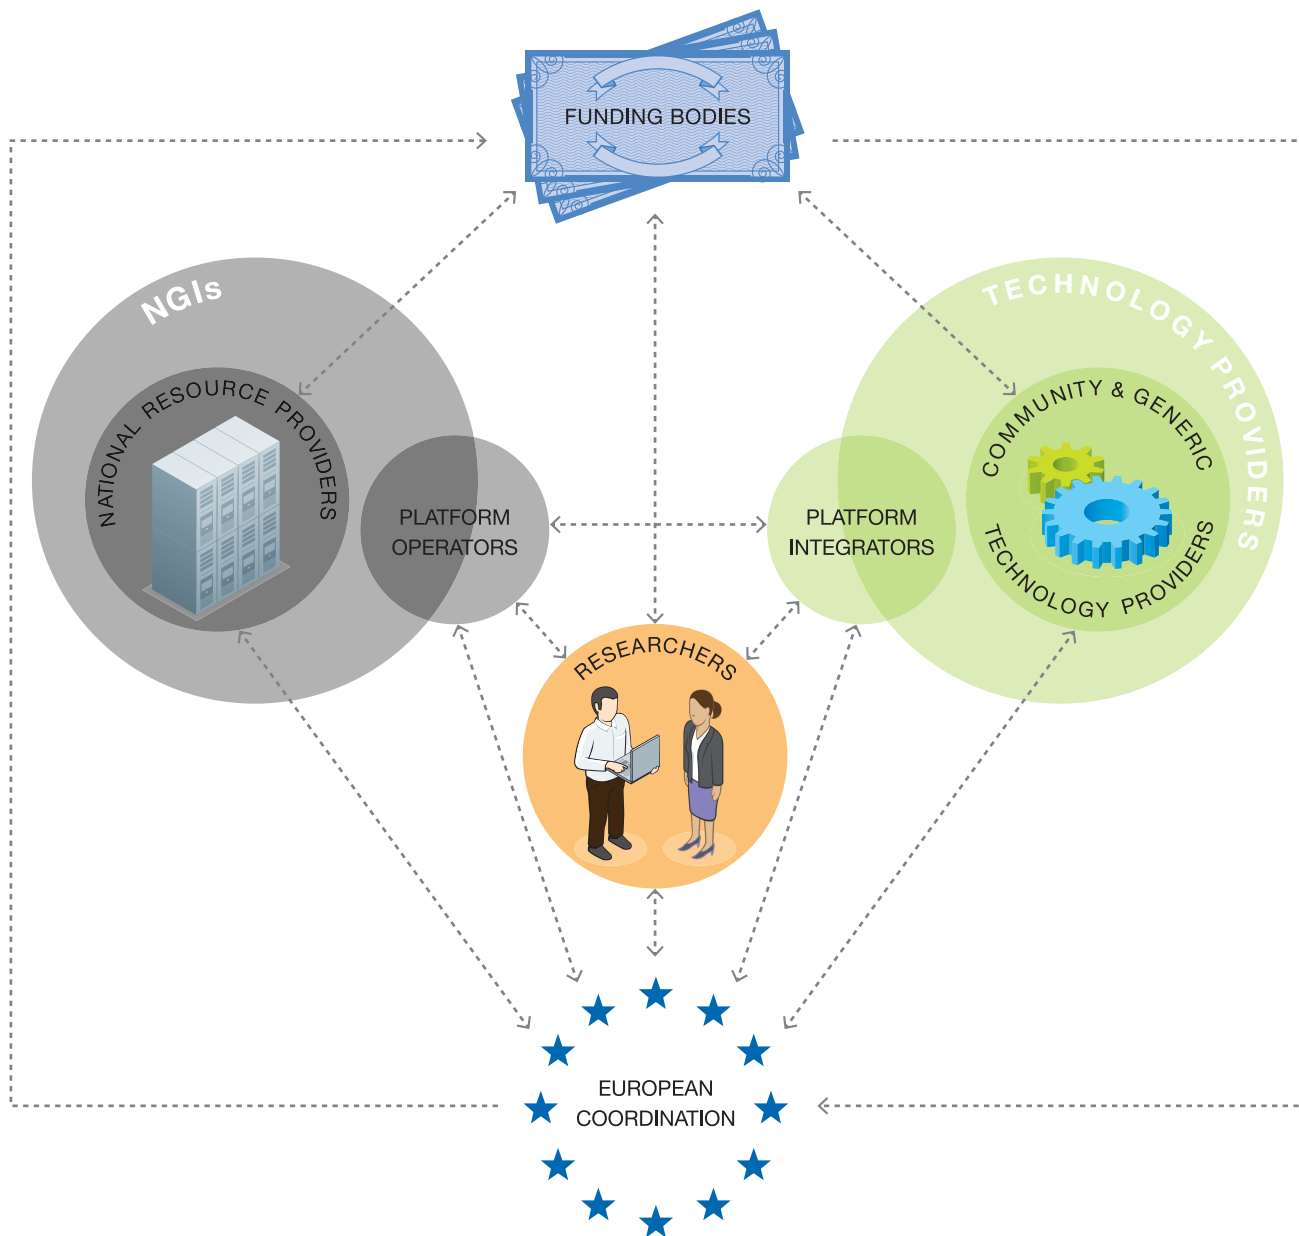 FUNDING BODIES
NGIs
TECHNOLOGY PROVIDERS
NATIONAL RESOURCE PROVIDERS
COMMUNITY & GENERIC
TECHNOLOGY PROVIDERS
PLATFORM
OPERATORS
PLATFORM
INTEGRATORS
RESEARCHERS
EUROPEAN
COORDINATION